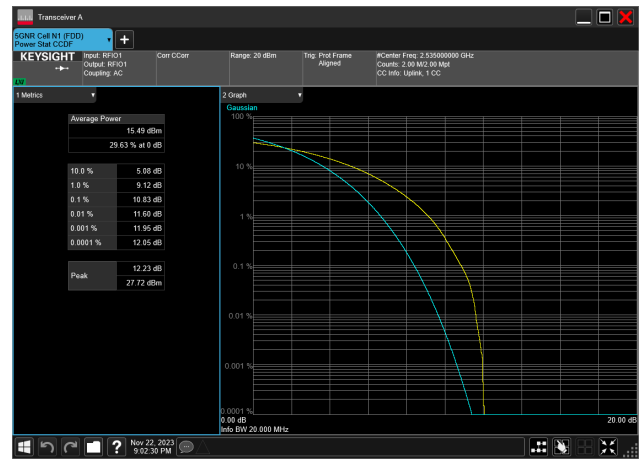 Transceiver A
5GNR Cell N1 (FDD)
Power Stat CCDF
KEYSIGHT
Input: RFIO1
Output: RFIO1
Coupling: AC
Corr CCorr
Range: 20 dBm
Trig: Prot Frame
Aligned
#Center Freq: 2.535000000 GHz
Counts: 2.00 M/2.00 Mpt
CC Info: Uplink, 1 CC
1 Metrics
2 Graph
Average Power
15.49 dBm
29.63 % at 0 dB
10.0 % 5.08 dB
1.0 % 9.12 dB
0.1 % 10.83 dB
0.01 % 11.60 dB
0.001 % 11.95 dB
0.0001 % 12.05 dB
Peak
12.23 dB
27.72 dBm
Gaussian
100 %
10 %
1 %
0.1 %
0.01 %
0.001 %
0.0001 %
0.00 dB
20.00 dB
Info BW 20.000 MHz
Nov 22, 2023
9:02:30 PM